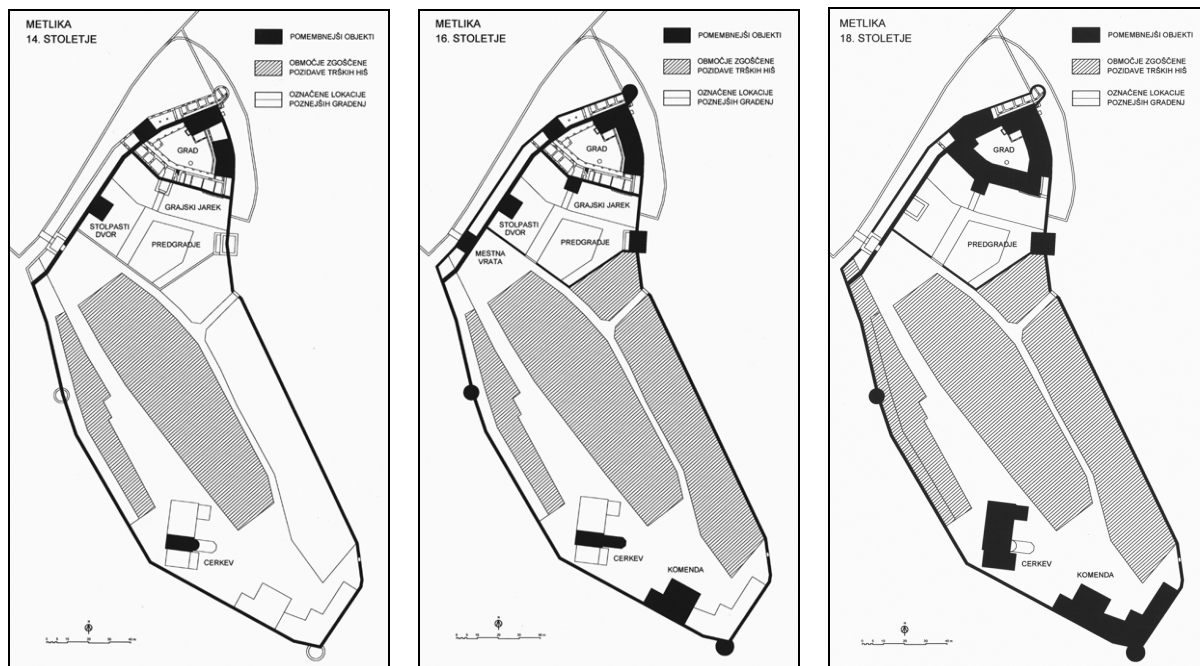 METLIKA
14. STOLETJE
POMEMBNEJŠI OBJEKTI
OBMOČJE ZGOŠČENE
POZIDAVE TRŠKIH HIŠ
OZNAČENE LOKACIJE
POZNEJŠIH GRADENJ
GRAD
GRAJSKI JAREK
STOLPASTI
DVOR
PREDGRADJE
CERKEV
METLIKA
16. STOLETJE
POMEMBNEJŠI OBJEKTI
OBMOČJE ZGOŠČENE
POZIDAVE TRŠKIH HIŠ
OZNAČENE LOKACIJE
POZNEJŠIH GRADENJ
GRAD
GRAJSKI JAREK
STOLPASTI
DVOR
PREDGRADJE
MESTNA
VRATA
CERKEV
KOMENDA
METLIKA
18. STOLETJE
POMEMBNEJŠI OBJEKTI
OBMOČJE ZGOŠČENE
POZIDAVE TRŠKIH HIŠ
OZNAČENE LOKACIJE
POZNEJŠIH GRADENJ
GRAD
PREDGRADJE
CERKEV
KOMENDA